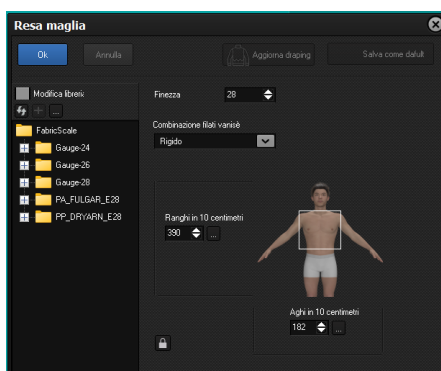 Resa maglia
Ok
Annulla
Aggiorna draping
Salva come dafult
Modifica librerie
...
Finezza
28
FabricScale
Gauge-24
Gauge-26
Gauge-28
PA_FULGAR_E28
PP_DRYARN_E28
Combinazione filati vanisè
Rigido
Ranghi in 10 centimetri
390
...
Aghi in 10 centimetri
182
...